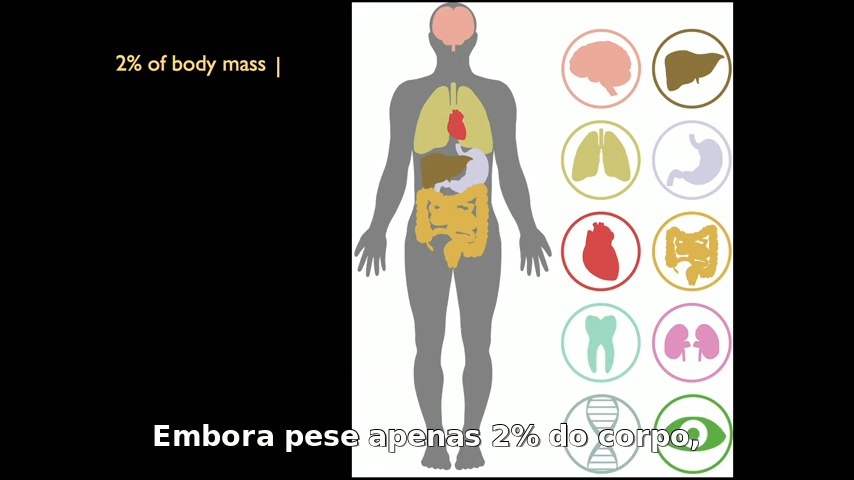 2% of body mass |
Embora pese apenas 2% do corpo,